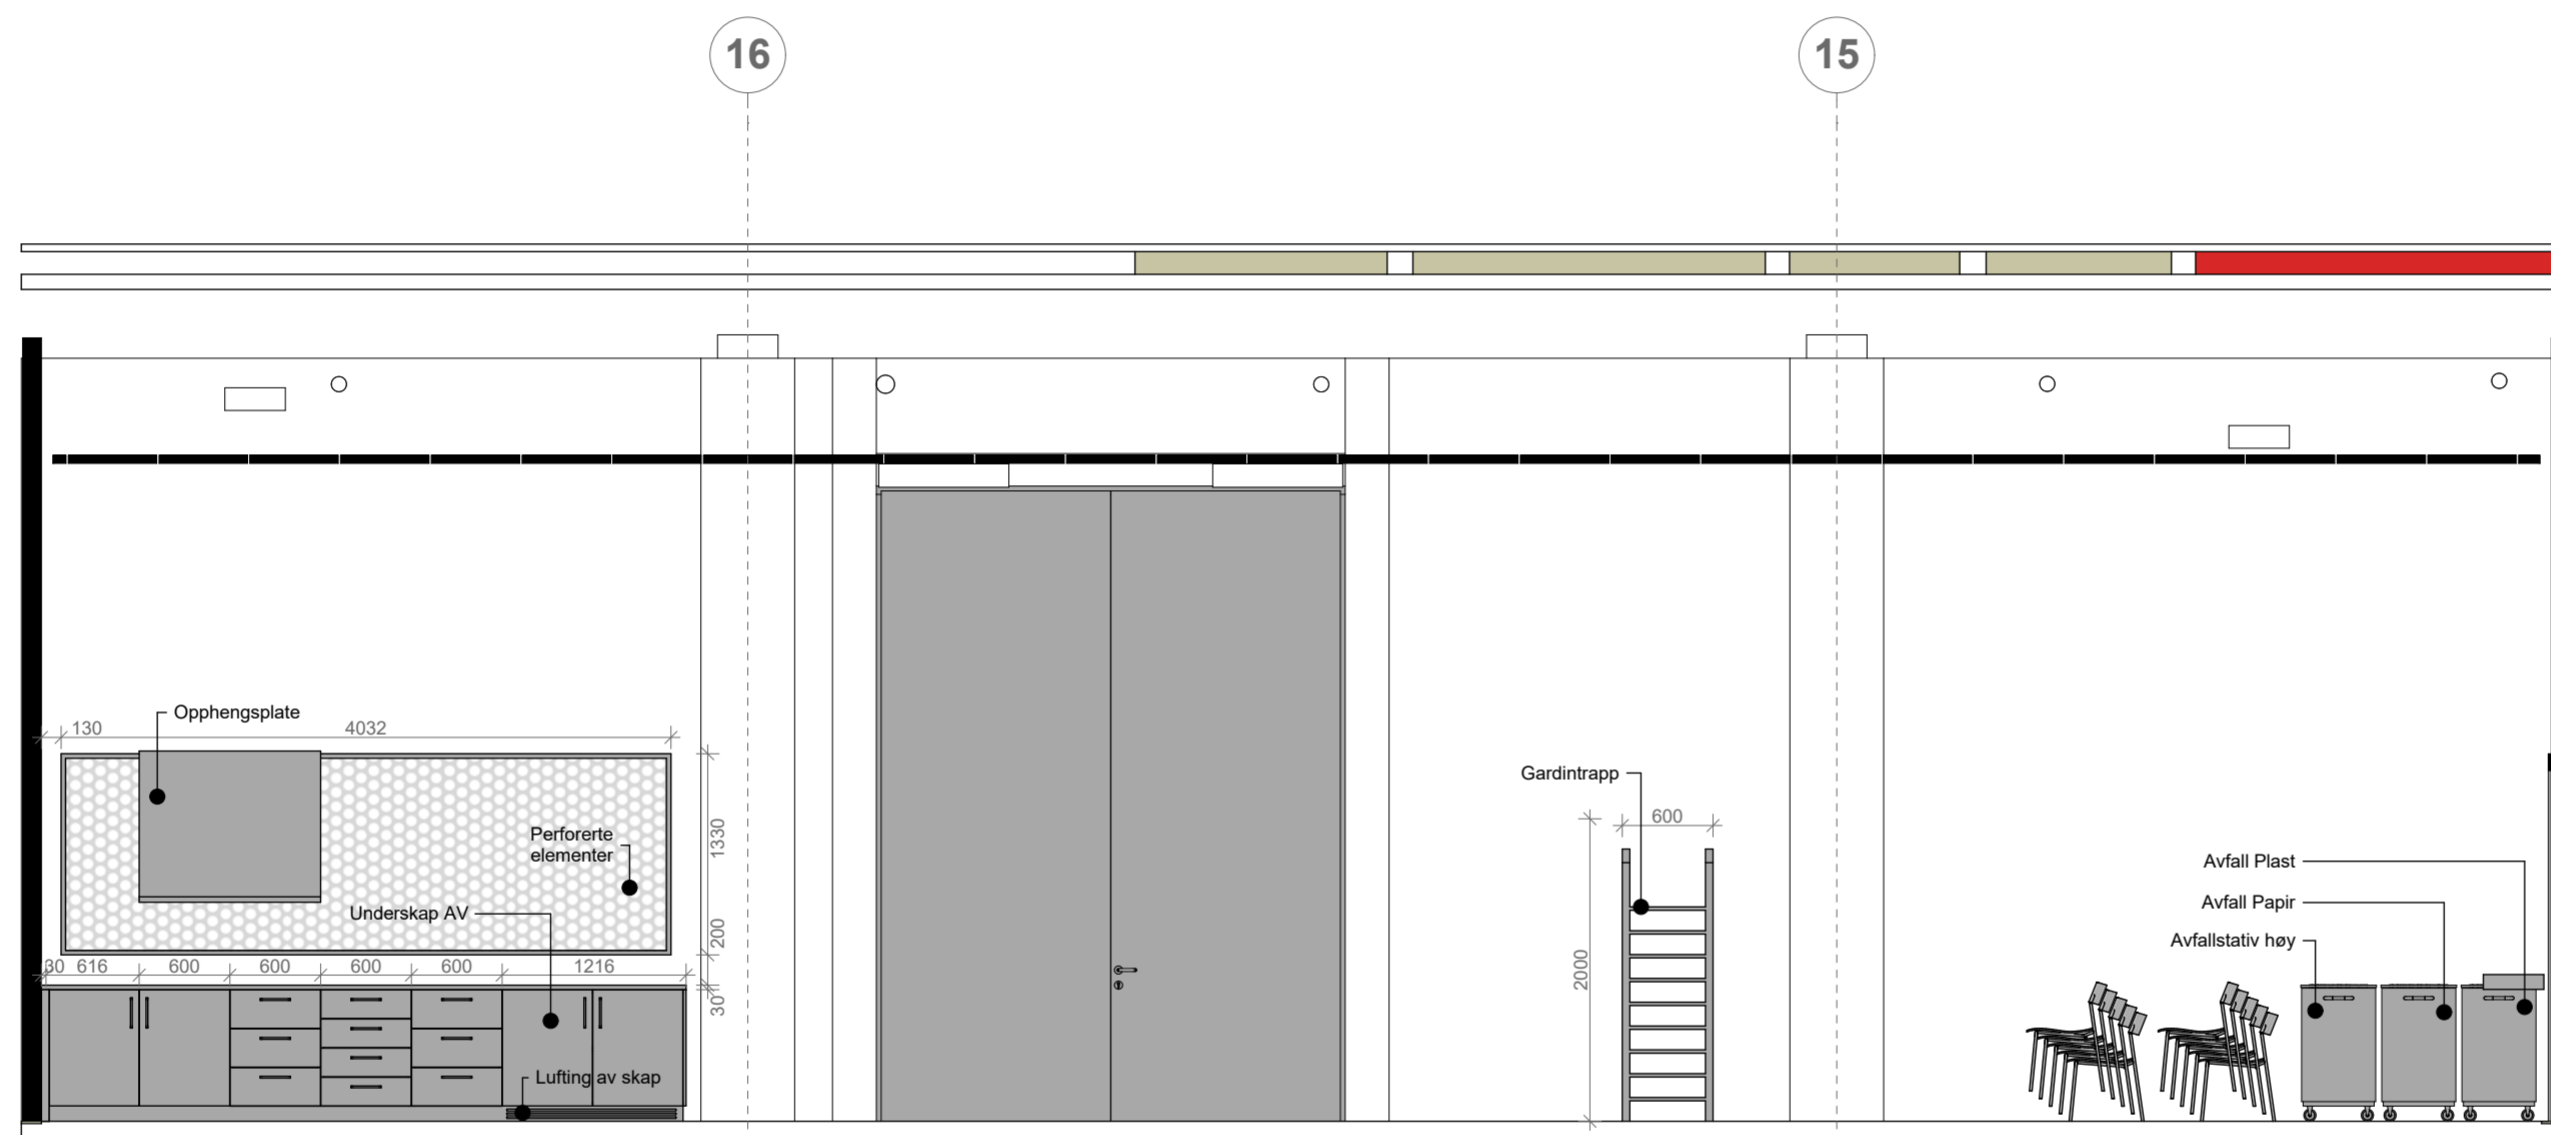 16
15
Opphengsplate
130
4032
Gardintrapp
600
1330
Perforerte
elementer
Avfall Plast
Avfall Papir
Underskap AV
200
Avfallstativ høy
30
616
600
600
600
600
1216
2000
30
Lufting av skap